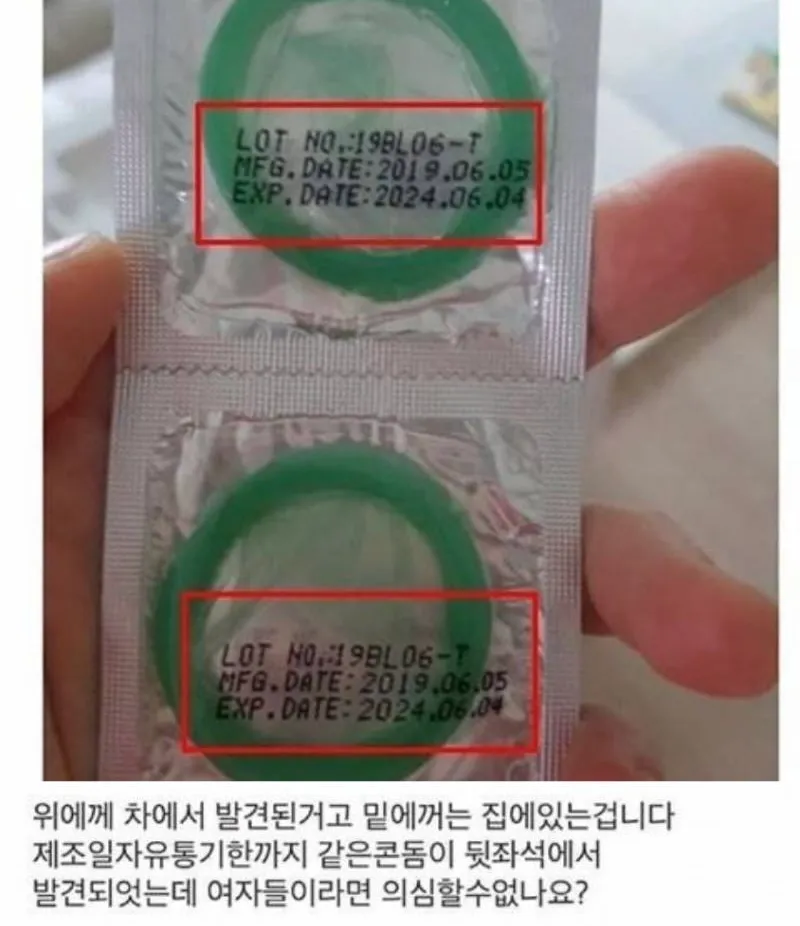 LOT NO.:19BL06-T
MFG.DATE:2019.06.05
EXP.DATE:2024.06.04
LOT NO.:19BL06-T
MFG.DATE:2019.06.05
EXP.DATE:2024.06.04
위에께 차에서 발견된거고 밑에꺼는 집에있는겁니다
제조일자유통기한까지 같은콘돔이 뒷좌석에서
발견되엇는데 여자들이라면 의심할수없나요?